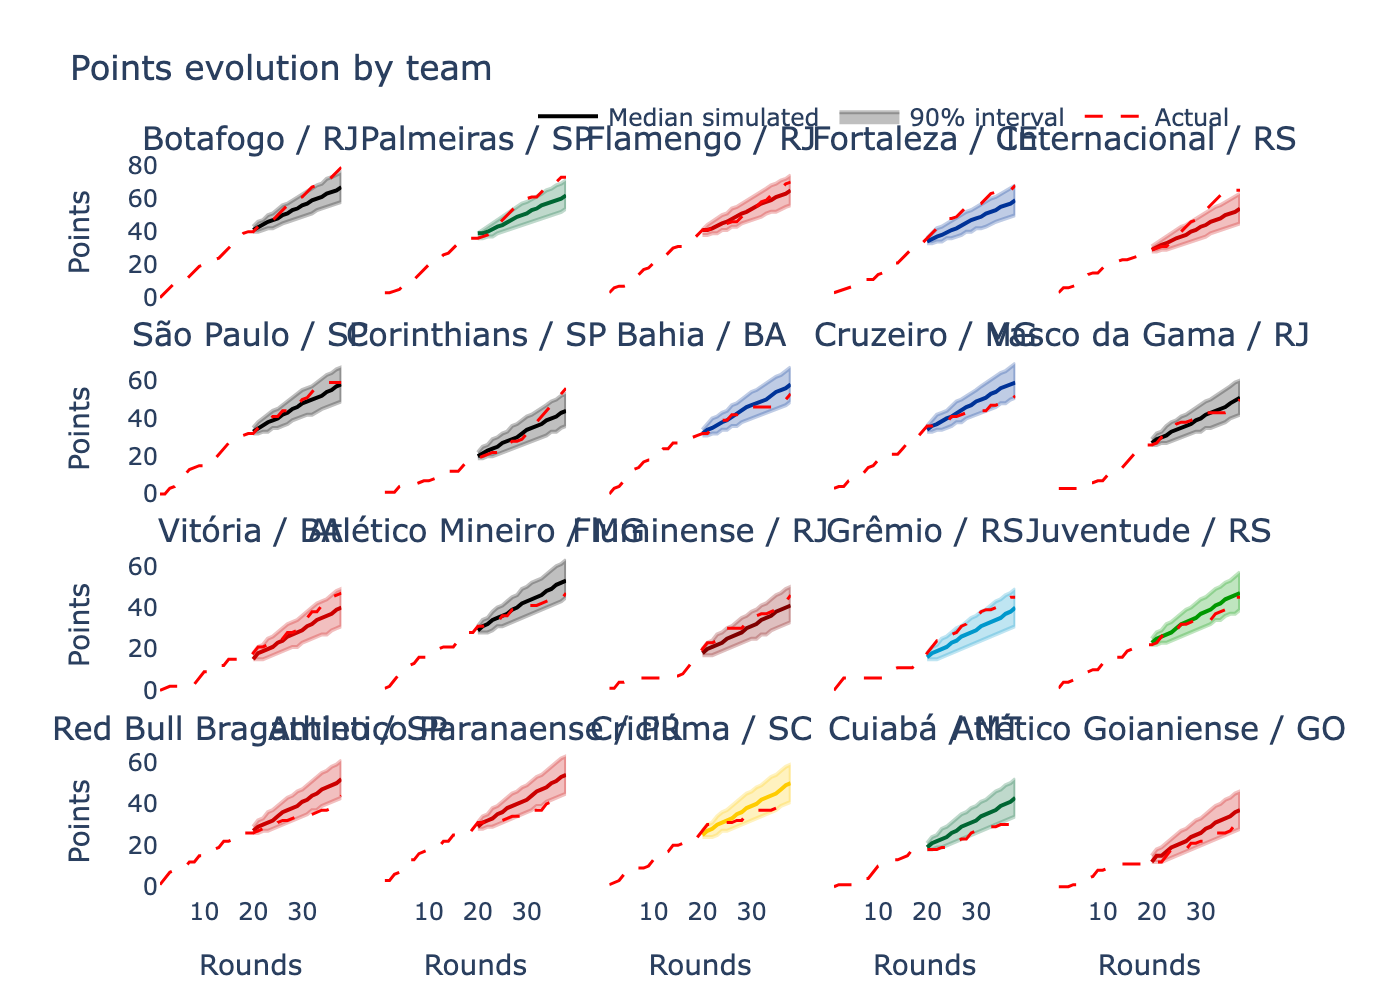 Points evolution by team
Median simulated 90% interval Actual
Botafogo / RJ Palmeiras / SP Flamengo / RJ Fortaleza / CE Internacional / RS
80
60
40
20
0
Points
São Paulo / SP Corinthians / SP Bahia / BA Cruzeiro / MG Vasco da Gama / RJ
60
40
20
0
Points
Vitória / BA Atlético Mineiro / MG Fluminense / RJ Grêmio / RS Juventude / RS
60
40
20
0
Points
Red Bull Bragantino / SP Athletico Paranaense / PR Criciúma / SC Cuiabá / MT Atlético Goianiense / GO
60
40
20
0
Points
10 20 30 10 20 30 10 20 30 10 20 30 10 20 30
Rounds Rounds Rounds Rounds Rounds